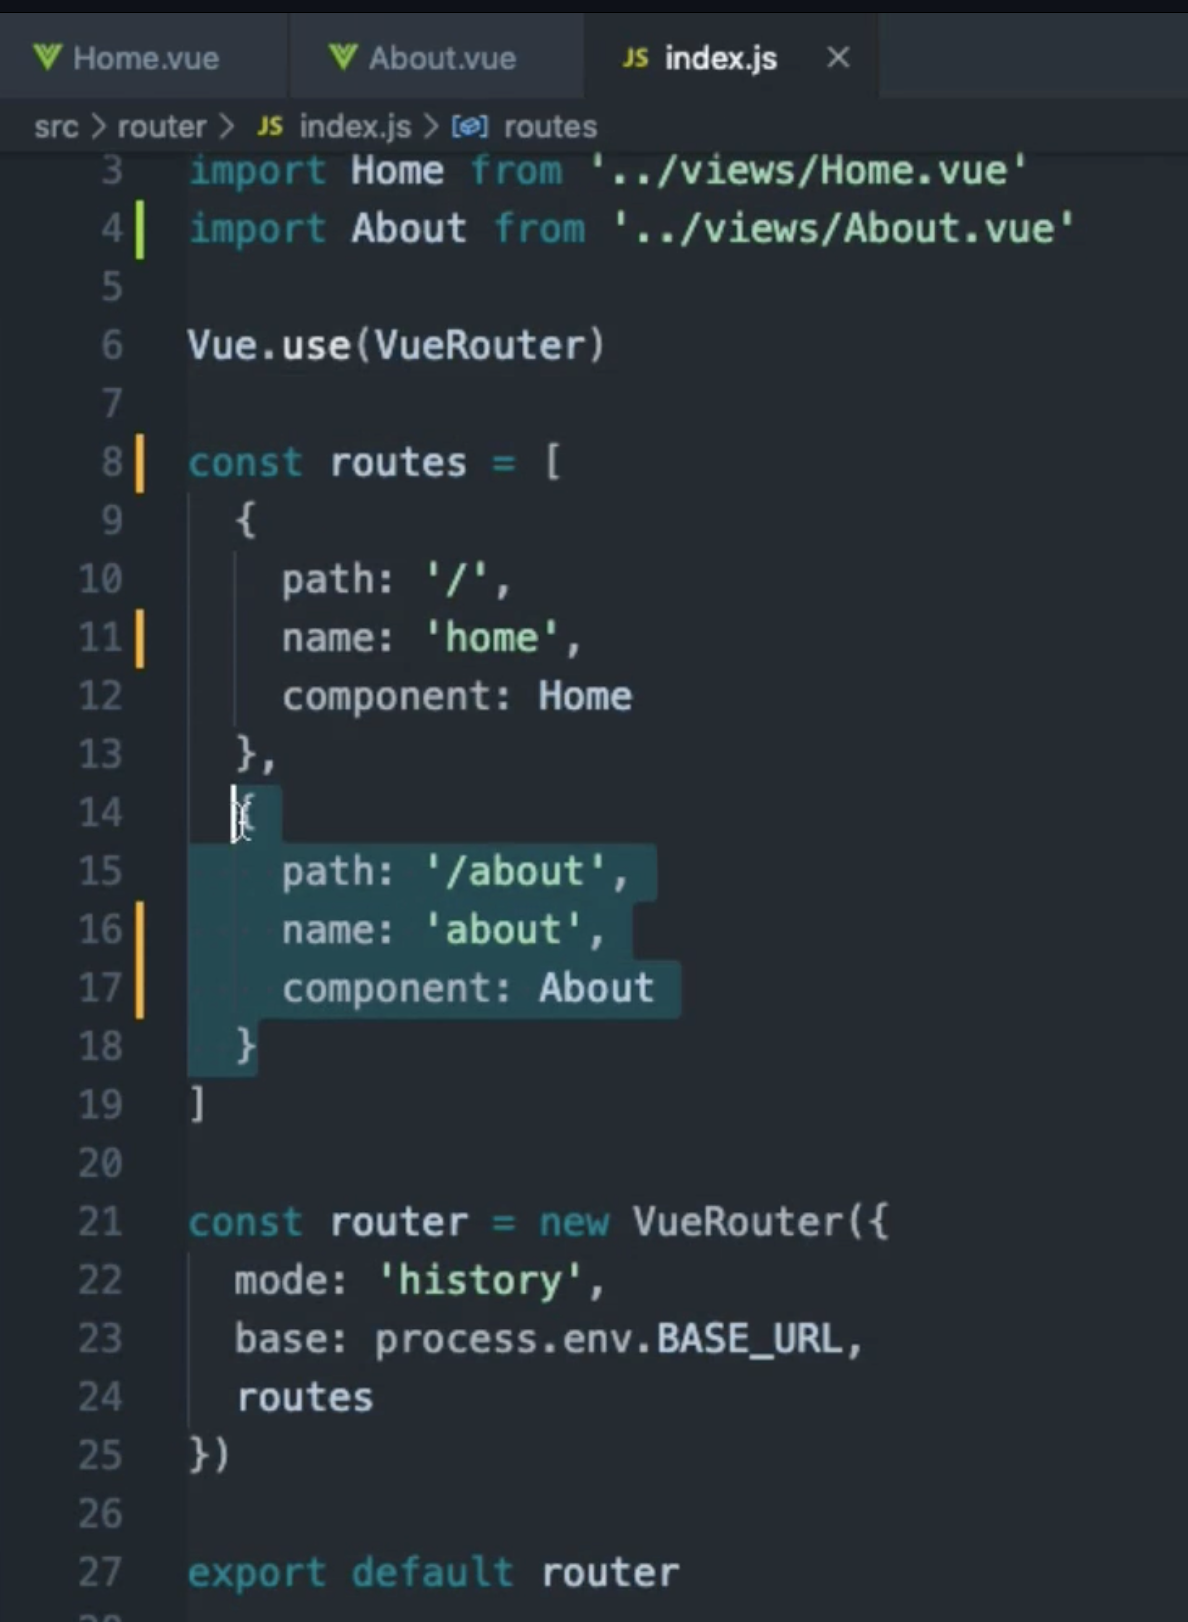 Home.vue About.vue JS index.js ×
src > router > JS index.js > routes
3 import Home from '../views/Home.vue'
4 import About from '../views/About.vue'
5
6 Vue.use(VueRouter)
7
8 const routes = [
9 {
10 path: '/',
11 name: 'home',
12 component: Home
13 },
14 {
15 path: '/about',
16 name: 'about',
17 component: About
18 }
19 ]
20
21 const router = new VueRouter({
22 mode: 'history',
23 base: process.env.BASE_URL,
24 routes
25 })
26
27 export default router